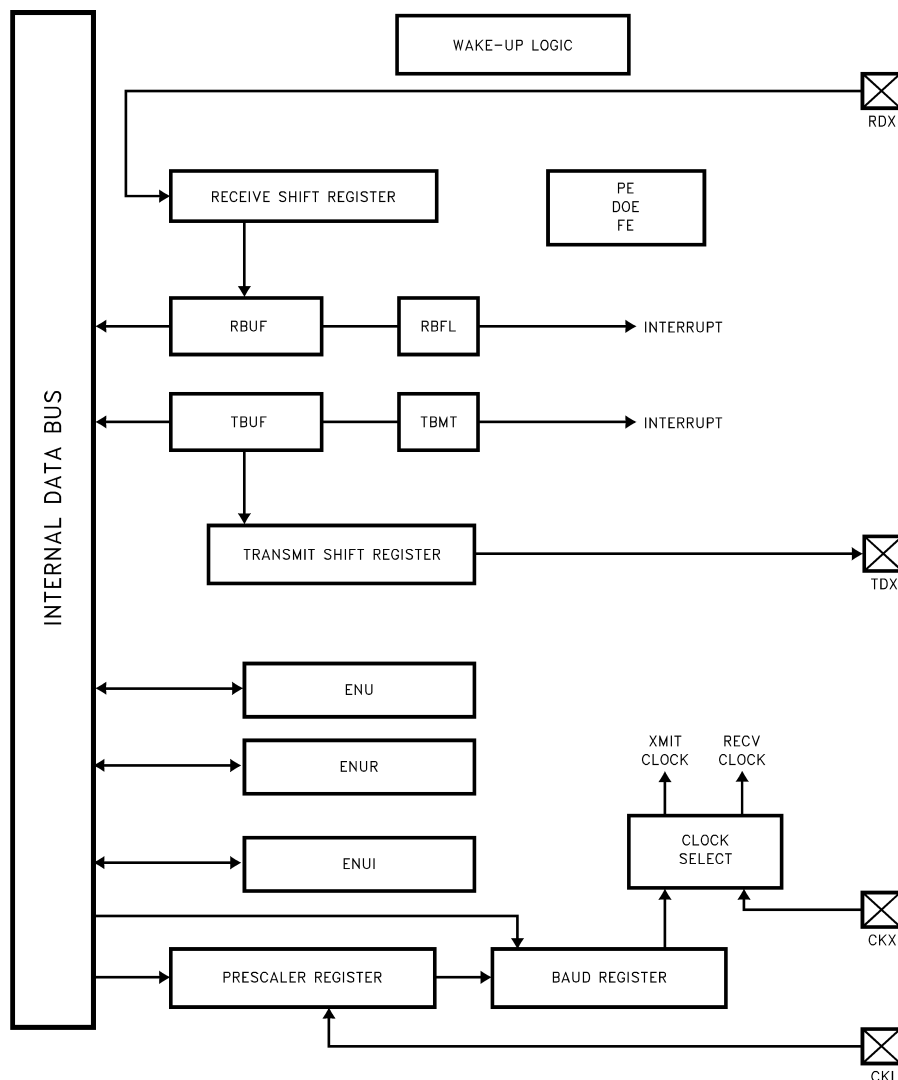 WAKE-UP LOGIC
RDX
RECEIVE SHIFT REGISTER
PE
DOE
FE
RBUF
RBFL
INTERRUPT
TBUF
TBMT
INTERRUPT
INTERNAL DATA BUS
TRANSMIT SHIFT REGISTER
TDX
ENU
ENUR
XMIT
CLOCK
RECV
CLOCK
ENUI
CLOCK
SELECT
CKX
PRESCALER REGISTER
BAUD REGISTER